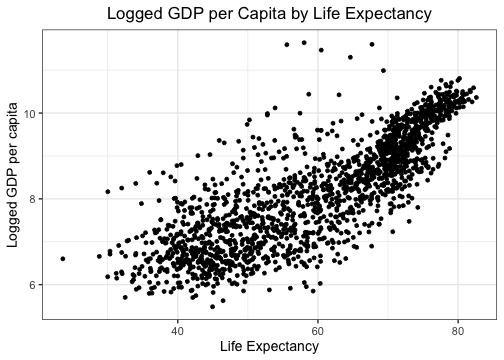 Logged GDP per Capita by Life Expectancy
Logged GDP per capita
10
8
6
40 60 80
Life Expectancy